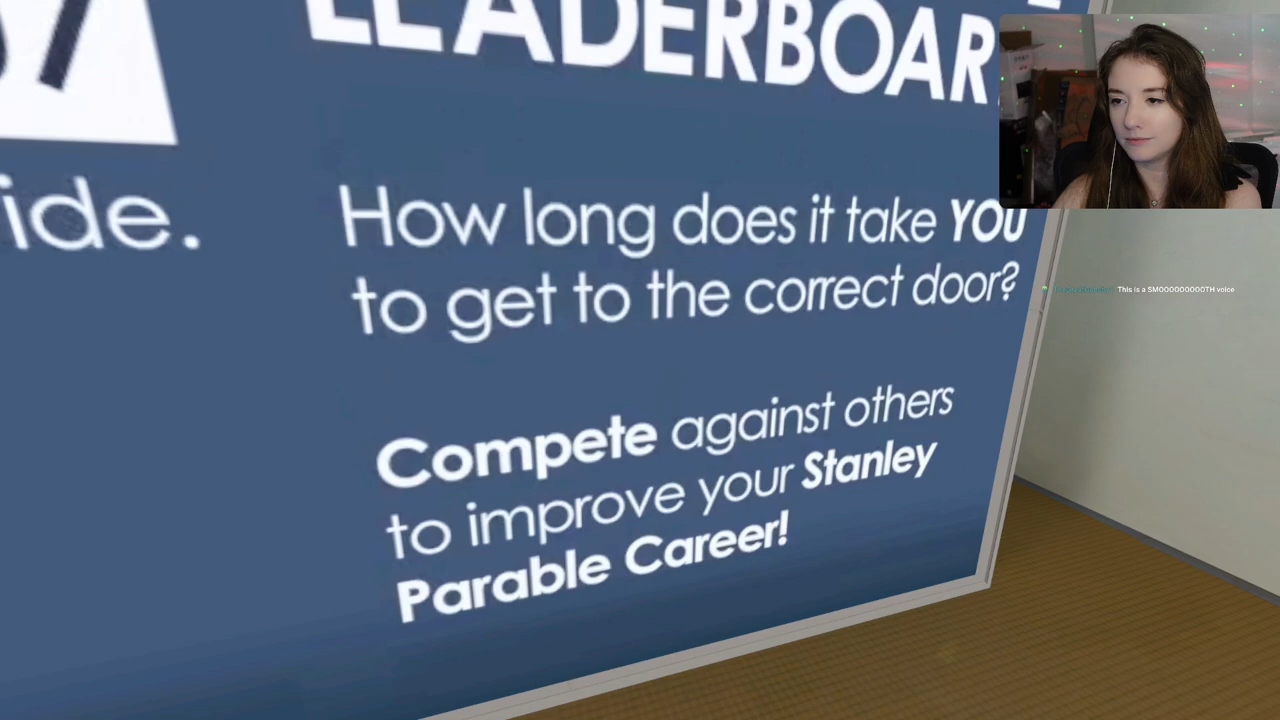 LEADERBOAR
ide.
How long does it take YOU
to get to the correct door?
Compete against others
to improve your Stanley
Parable Career!
This is a SMOOOOOOOOOTH voice